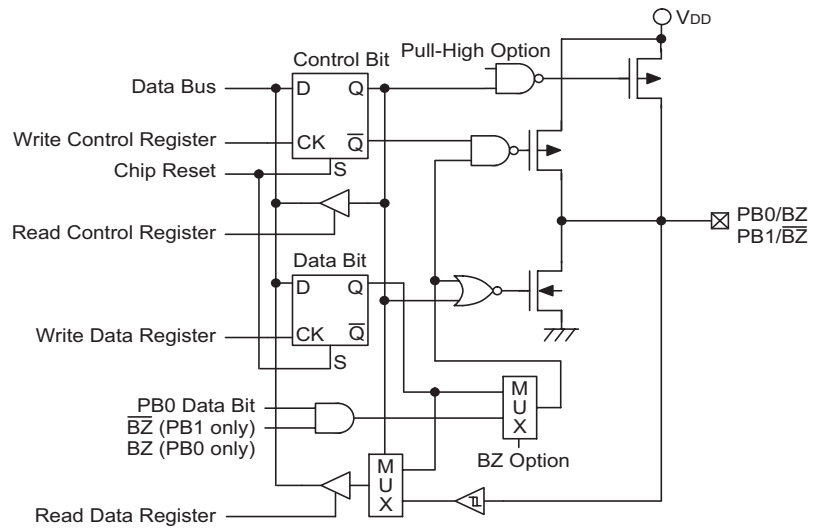 VDD
Pull-High Option
Control Bit
Data Bus
D Q
Write Control Register
CK Q̅
Chip Reset
S
PB0/BZ
PB1/B̅Z̅
Read Control Register
Data Bit
D Q
Write Data Register
CK Q̅
S
M
U
X
PB0 Data Bit
B̅Z̅ (PB1 only)
BZ (PB0 only)
BZ Option
M
U
X
Read Data Register